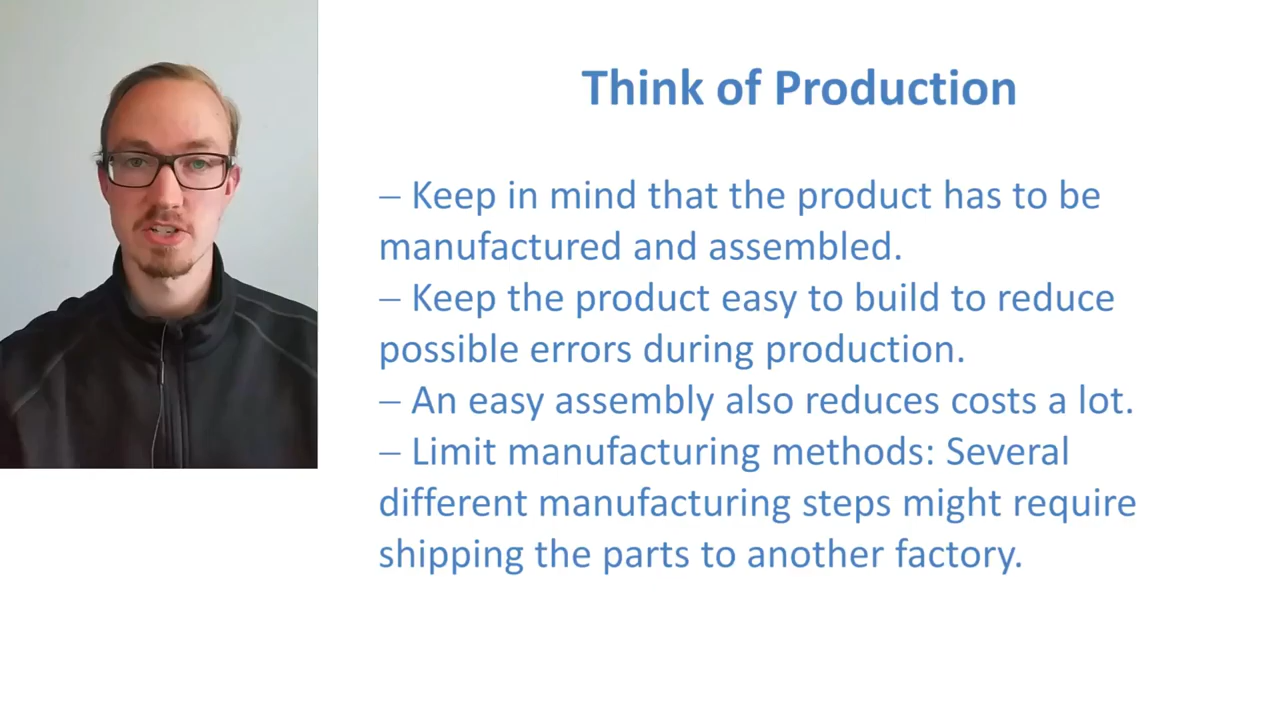 Think of Production
– Keep in mind that the product has to be
manufactured and assembled.
– Keep the product easy to build to reduce
possible errors during production.
– An easy assembly also reduces costs a lot.
– Limit manufacturing methods: Several
different manufacturing steps might require
shipping the parts to another factory.